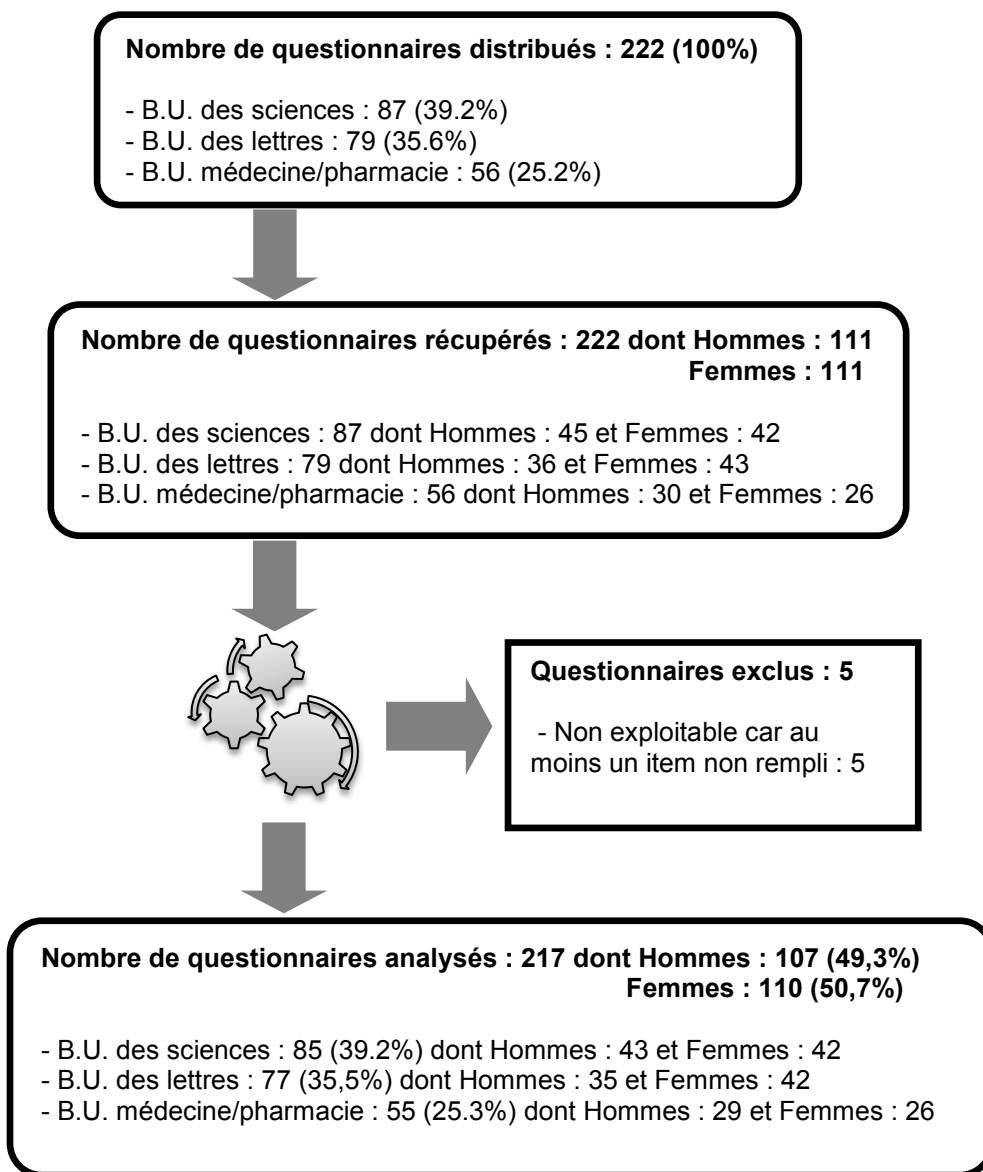 Nombre de questionnaires distribués : 222 (100%)
- B.U. des sciences : 87 (39.2%)
- B.U. des lettres : 79 (35.6%)
- B.U. médecine/pharmacie : 56 (25.2%)
Nombre de questionnaires récupérés : 222 dont Hommes : 111
Femmes : 111
- B.U. des sciences : 87 dont Hommes : 45 et Femmes : 42
- B.U. des lettres : 79 dont Hommes : 36 et Femmes : 43
- B.U. médecine/pharmacie : 56 dont Hommes : 30 et Femmes : 26
Questionnaires exclus : 5
- Non exploitable car au
moins un item non rempli : 5
Nombre de questionnaires analysés : 217 dont Hommes : 107 (49,3%)
Femmes : 110 (50,7%)
- B.U. des sciences : 85 (39.2%) dont Hommes : 43 et Femmes : 42
- B.U. des lettres : 77 (35,5%) dont Hommes : 35 et Femmes : 42
- B.U. médecine/pharmacie : 55 (25.3%) dont Hommes : 29 et Femmes : 26